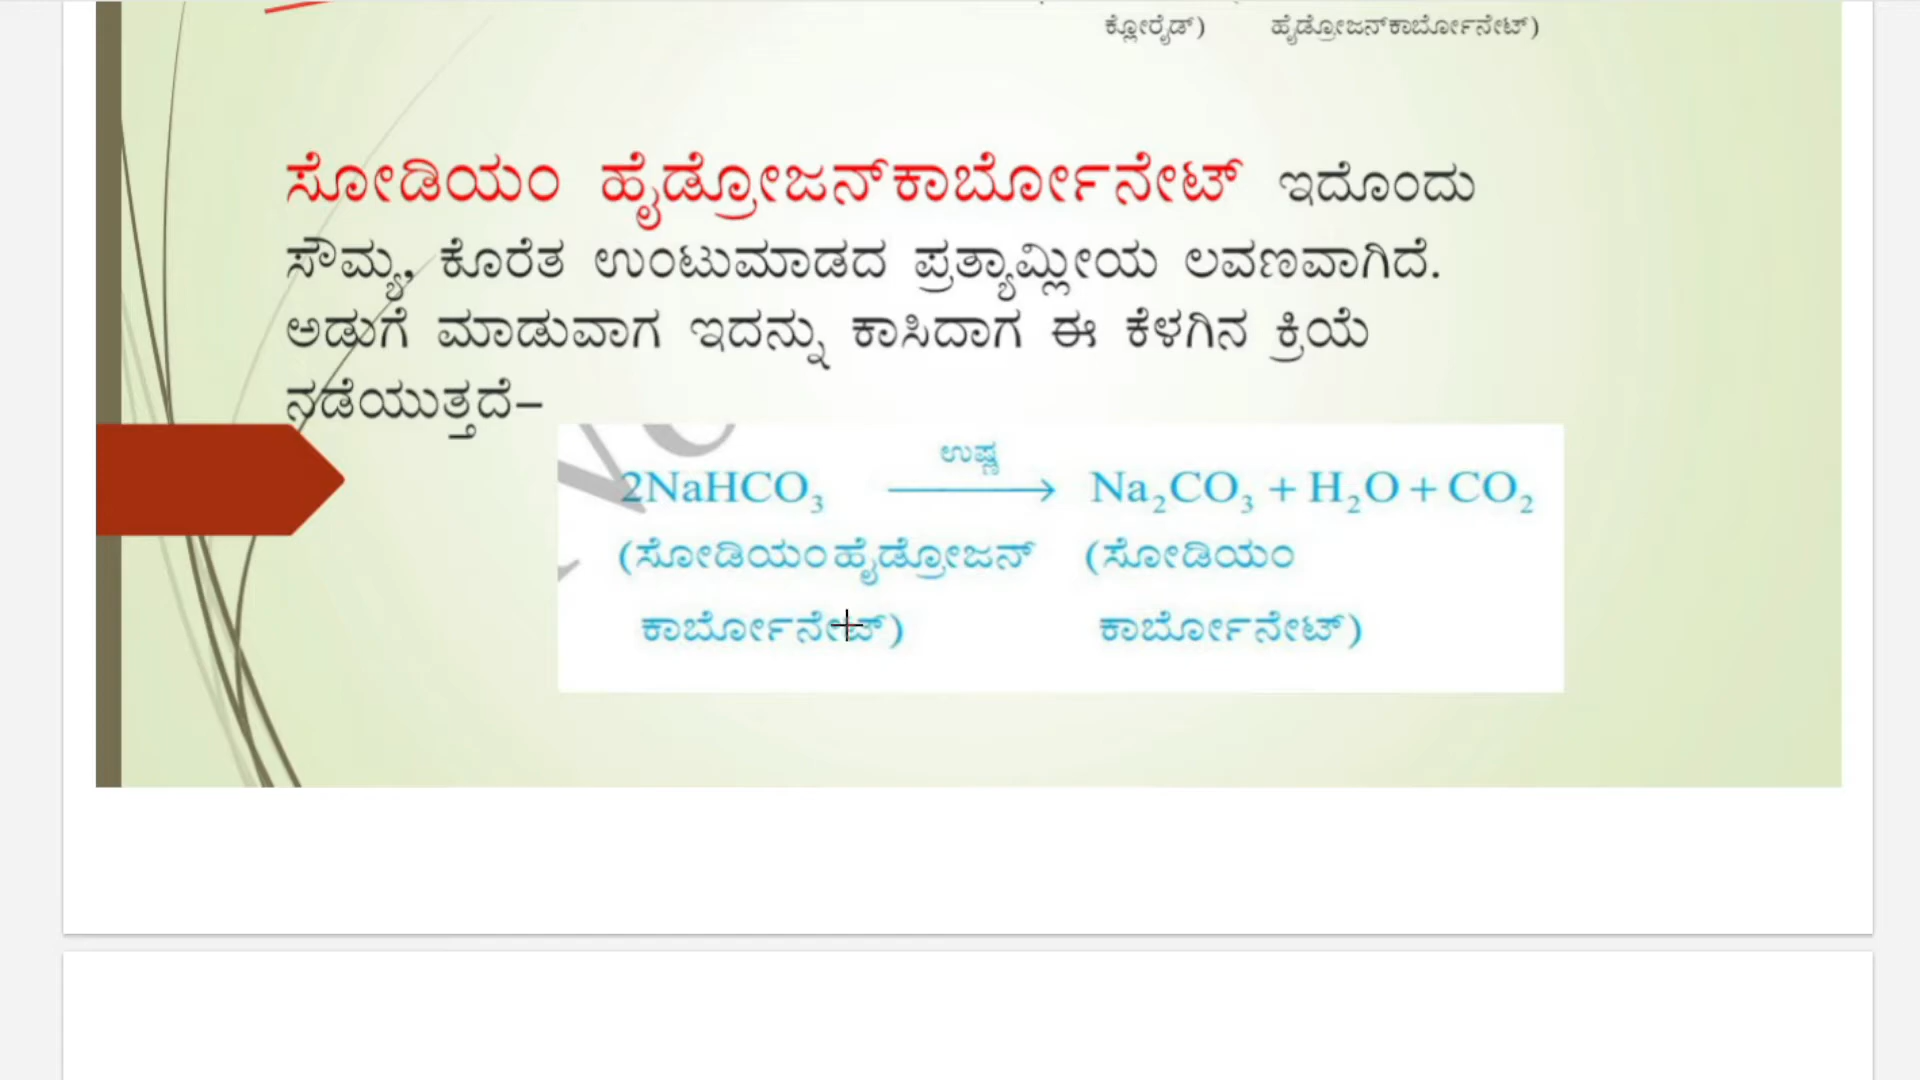 ಕ್ಲೋರೈಡ್) ಹೈಡ್ರೋಜನ್‌ಕಾರ್ಬೋನೇಟ್)
ಸೋಡಿಯಂ ಹೈಡ್ರೋಜನ್‌ಕಾರ್ಬೋನೇಟ್ ಇದೊಂದು
ಸೌಮ್ಯ, ಕೊರೆತ ಉಂಟುಮಾಡದ ಪ್ರತ್ಯಾಮ್ಲೀಯ ಲವಣವಾಗಿದೆ.
ಅಡುಗೆ ಮಾಡುವಾಗ ಇದನ್ನು ಕಾಸಿದಾಗ ಈ ಕೆಳಗಿನ ಕ್ರಿಯೆ
ನಡೆಯುತ್ತದೆ–
ಉಷ್ಣ
2NaHCO₃ ⟶ Na₂CO₃ + H₂O + CO₂
(ಸೋಡಿಯಂ ಹೈಡ್ರೋಜನ್ (ಸೋಡಿಯಂ
ಕಾರ್ಬೋನೇಟ್) ಕಾರ್ಬೋನೇಟ್)